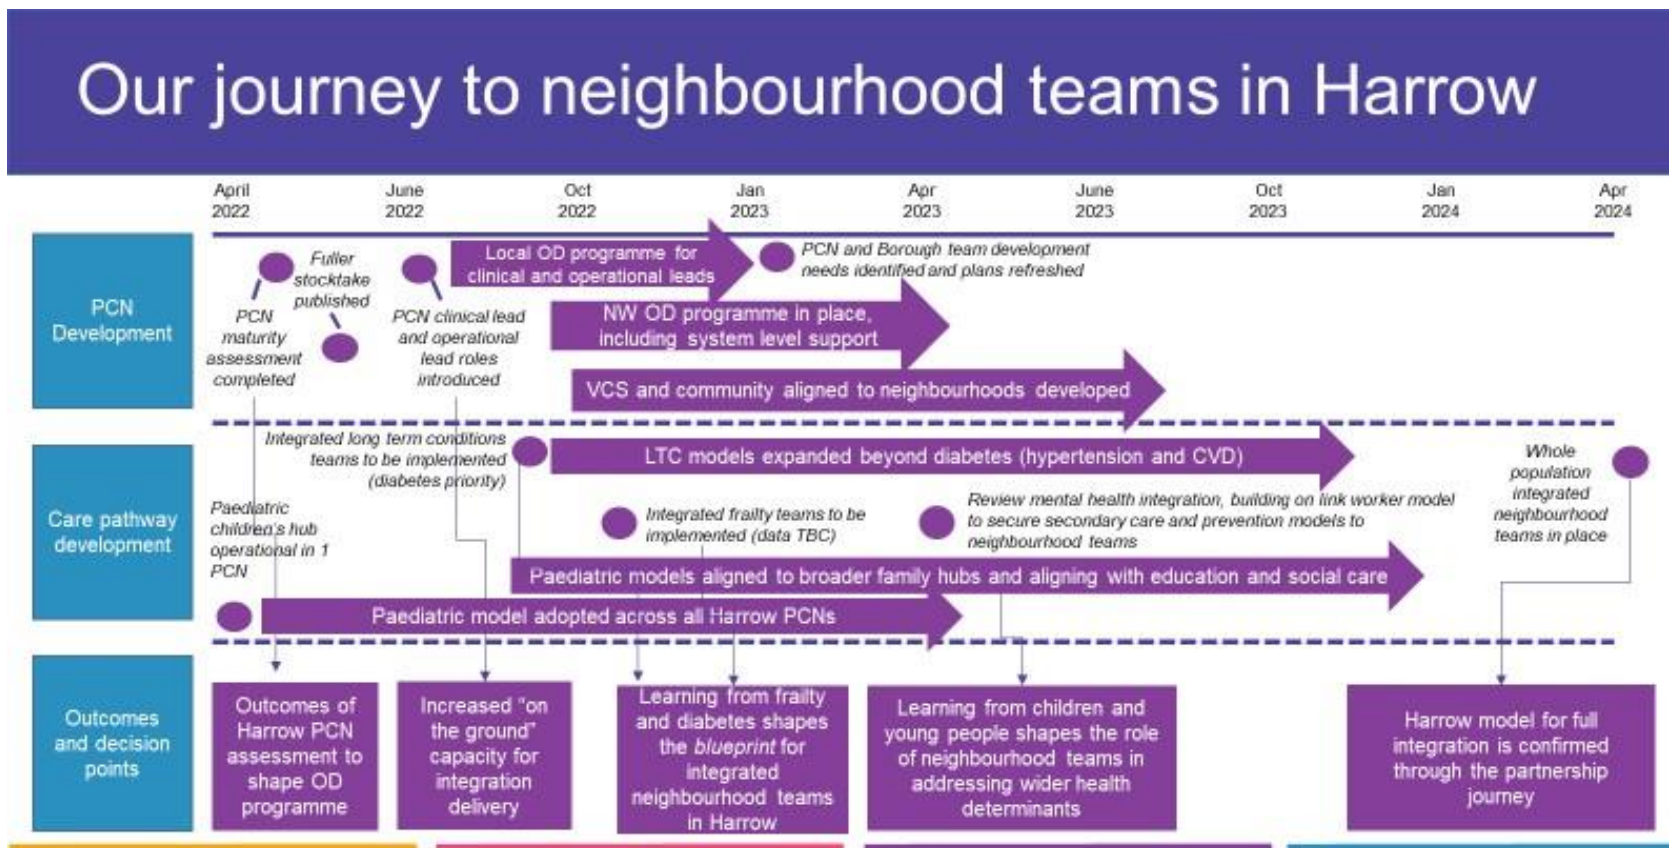 Our journey to neighbourhood teams in Harrow
April
2022
June
2022
Oct
2022
Jan
2023
Apr
2023
June
2023
Oct
2023
Jan
2024
Apr
2024
PCN
Development
Fuller
stocktake
published
PCN
maturity
assessment
completed
PCN clinical lead
and operational
lead roles
introduced
Local OD programme for
clinical and operational leads
PCN and Borough team development
needs identified and plans refreshed
NW OD programme in place,
including system level support
VCS and community aligned to neighbourhoods developed
Care pathway
development
Integrated long term conditions
teams to be implemented
(diabetes priority)
LTC models expanded beyond diabetes (hypertension and CVD)
Whole
population
integrated
neighbourhood
teams in place
Paediatric
children's hub
operational in 1
PCN
Integrated frailty teams to be
implemented (data TBC)
Review mental health integration, building on link worker model
to secure secondary care and prevention models to
neighbourhood teams
Paediatric models aligned to broader family hubs and aligning with education and social care
Paediatric model adopted across all Harrow PCNs
Outcomes
and decision
points
Outcomes of
Harrow PCN
assessment to
shape OD
programme
Increased "on
the ground"
capacity for
integration
delivery
Learning from frailty
and diabetes shapes
the blueprint for
integrated
neighbourhood teams
in Harrow
Learning from children and
young people shapes the role
of neighbourhood teams in
addressing wider health
determinants
Harrow model for full
integration is confirmed
through the partnership
journey